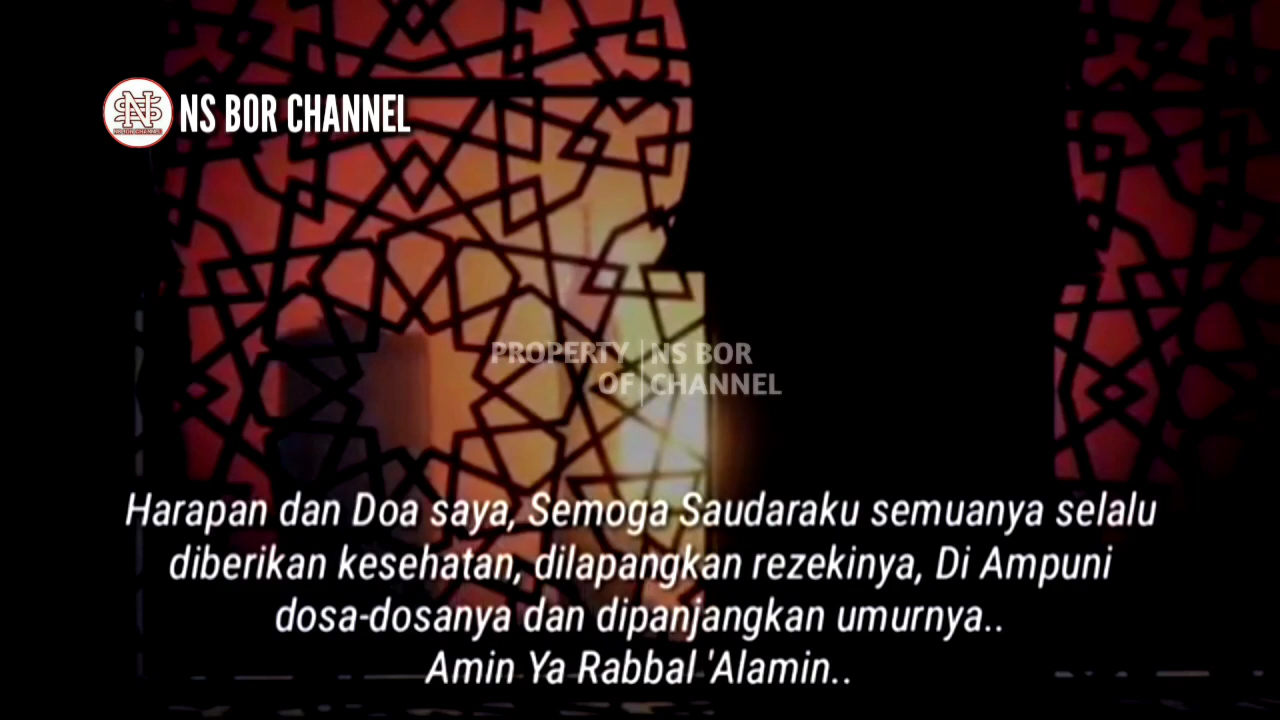 NS BOR CHANNEL
PROPERTY OF | NS BOR CHANNEL
Harapan dan Doa saya, Semoga Saudaraku semuanya selalu
diberikan kesehatan, dilapangkan rezekinya, Di Ampuni
dosa-dosanya dan dipanjangkan umurnya..
Amin Ya Rabbal 'Alamin..